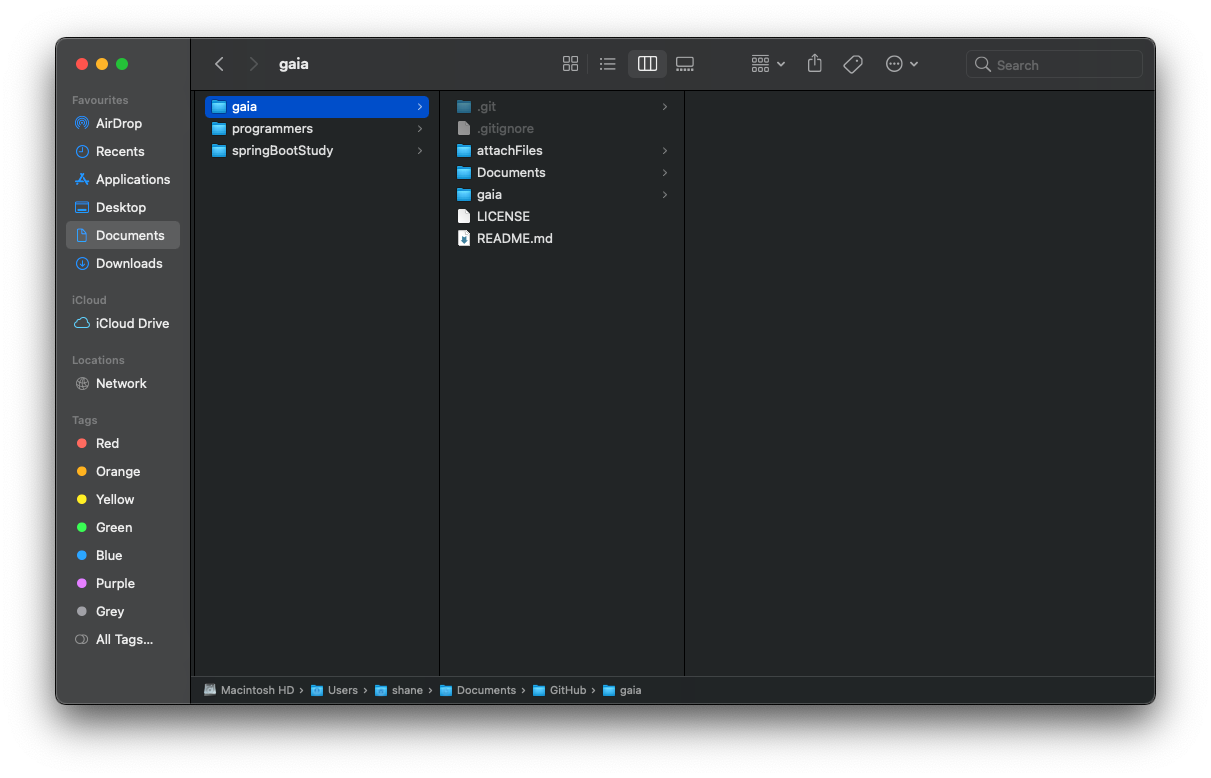 gaia
Search
Favourites
AirDrop
Recents
Applications
Desktop
Documents
Downloads
iCloud
iCloud Drive
Locations
Network
Tags
Red
Orange
Yellow
Green
Blue
Purple
Grey
All Tags...
gaia
programmers
springBootStudy
.git
.gitignore
attachFiles
Documents
gaia
LICENSE
README.md
Macintosh HD › Users › shane › Documents › GitHub › gaia